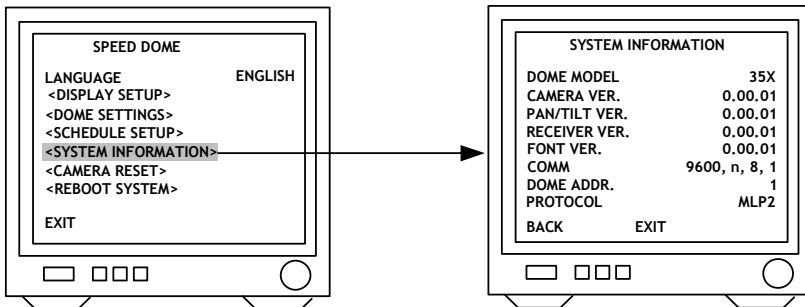 SPEED DOME
LANGUAGE ENGLISH
<DISPLAY SETUP>
<DOME SETTINGS>
<SCHEDULE SETUP>
<SYSTEM INFORMATION>
<CAMERA RESET>
<REBOOT SYSTEM>
EXIT
SYSTEM INFORMATION
DOME MODEL 35X
CAMERA VER. 0.00.01
PAN/TILT VER. 0.00.01
RECEIVER VER. 0.00.01
FONT VER. 0.00.01
COMM 9600, n, 8, 1
DOME ADDR. 1
PROTOCOL MLP2
BACK EXIT